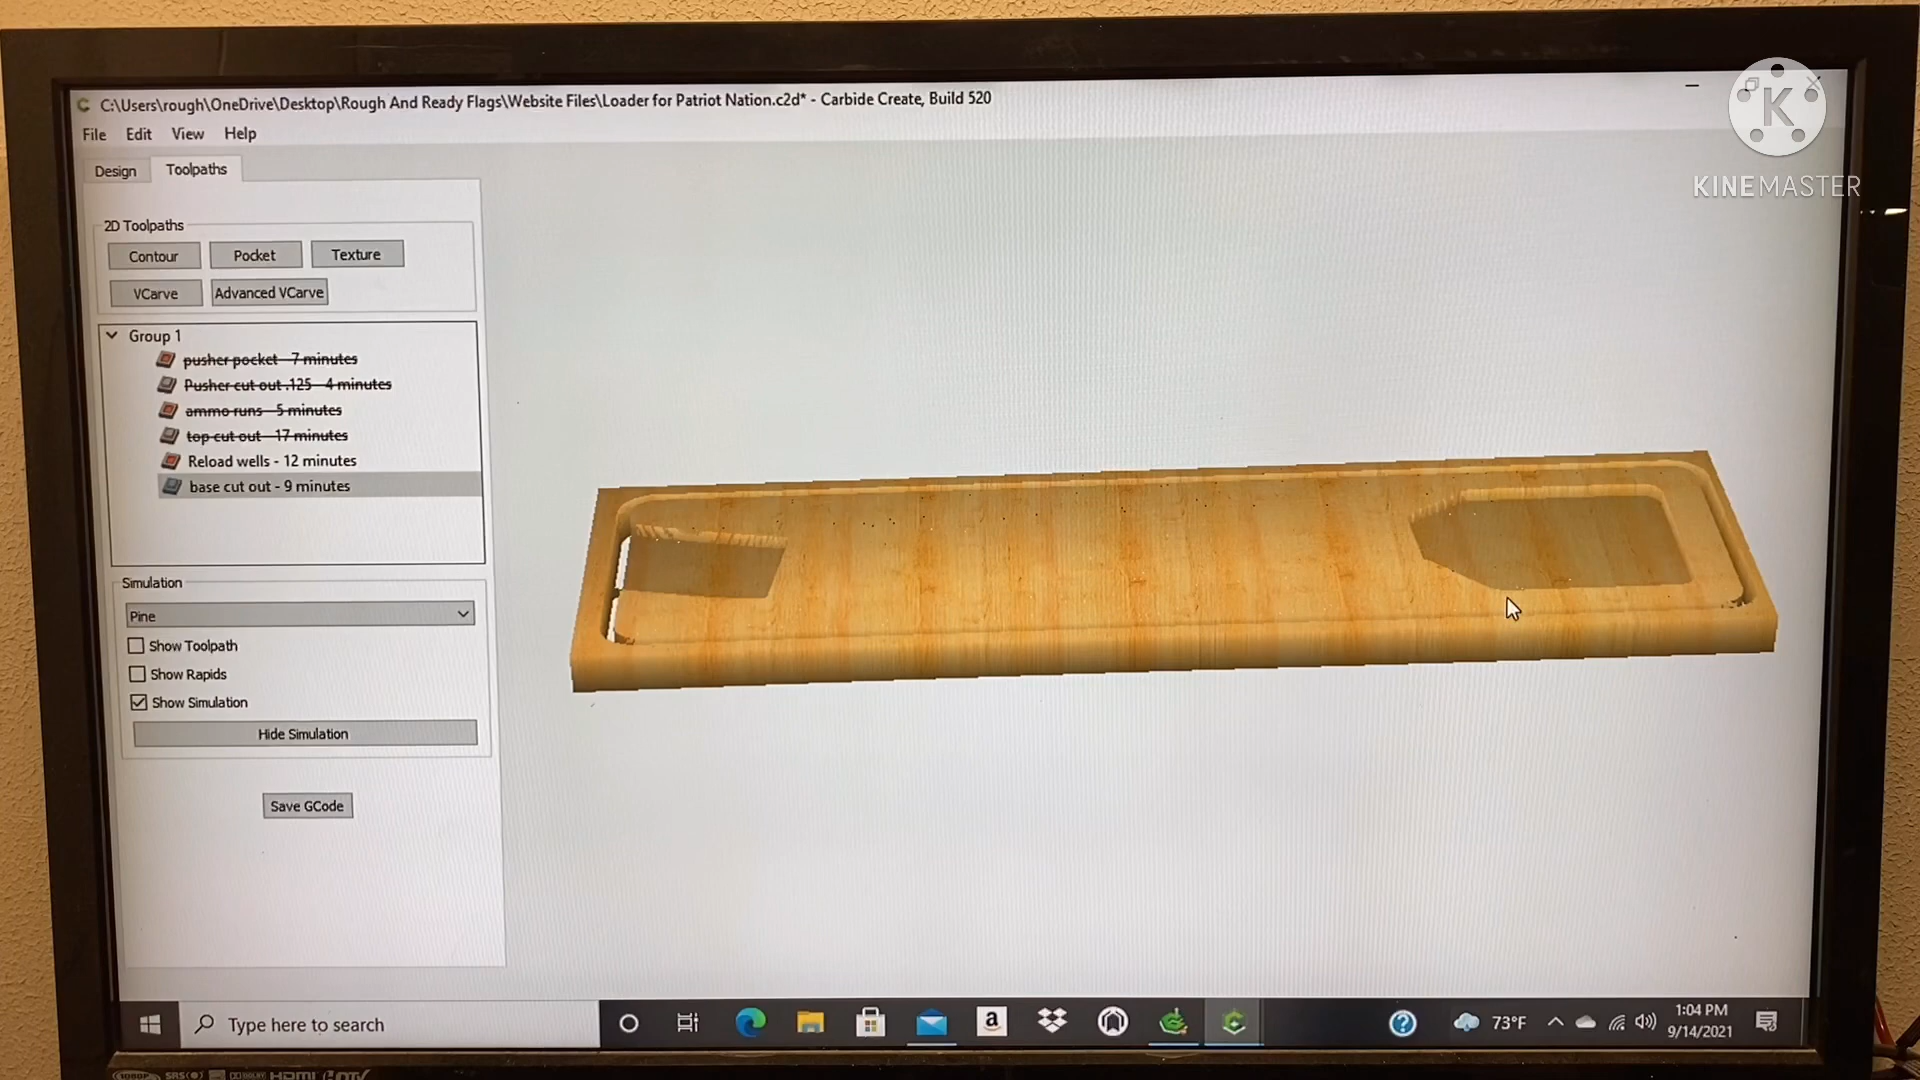 C:\Users\rough\OneDrive\Desktop\Rough And Ready Flags\Website Files\Loader for Patriot Nation.c2d* - Carbide Create, Build 520
File Edit View Help
K
KINEMASTER
Design Toolpaths
2D Toolpaths
Contour Pocket Texture
VCarve Advanced VCarve
Group 1
pusher pocket - 7 minutes
Pusher cut out .125 - 4 minutes
ammo runs - 5 minutes
top cut out - 17 minutes
Reload wells - 12 minutes
base cut out - 9 minutes
Simulation
Pine
Show Toolpath
Show Rapids
Show Simulation
Hide Simulation
Save GCode
Type here to search
a
73°F
1:04 PM
9/14/2021
1080P SRS HDMI